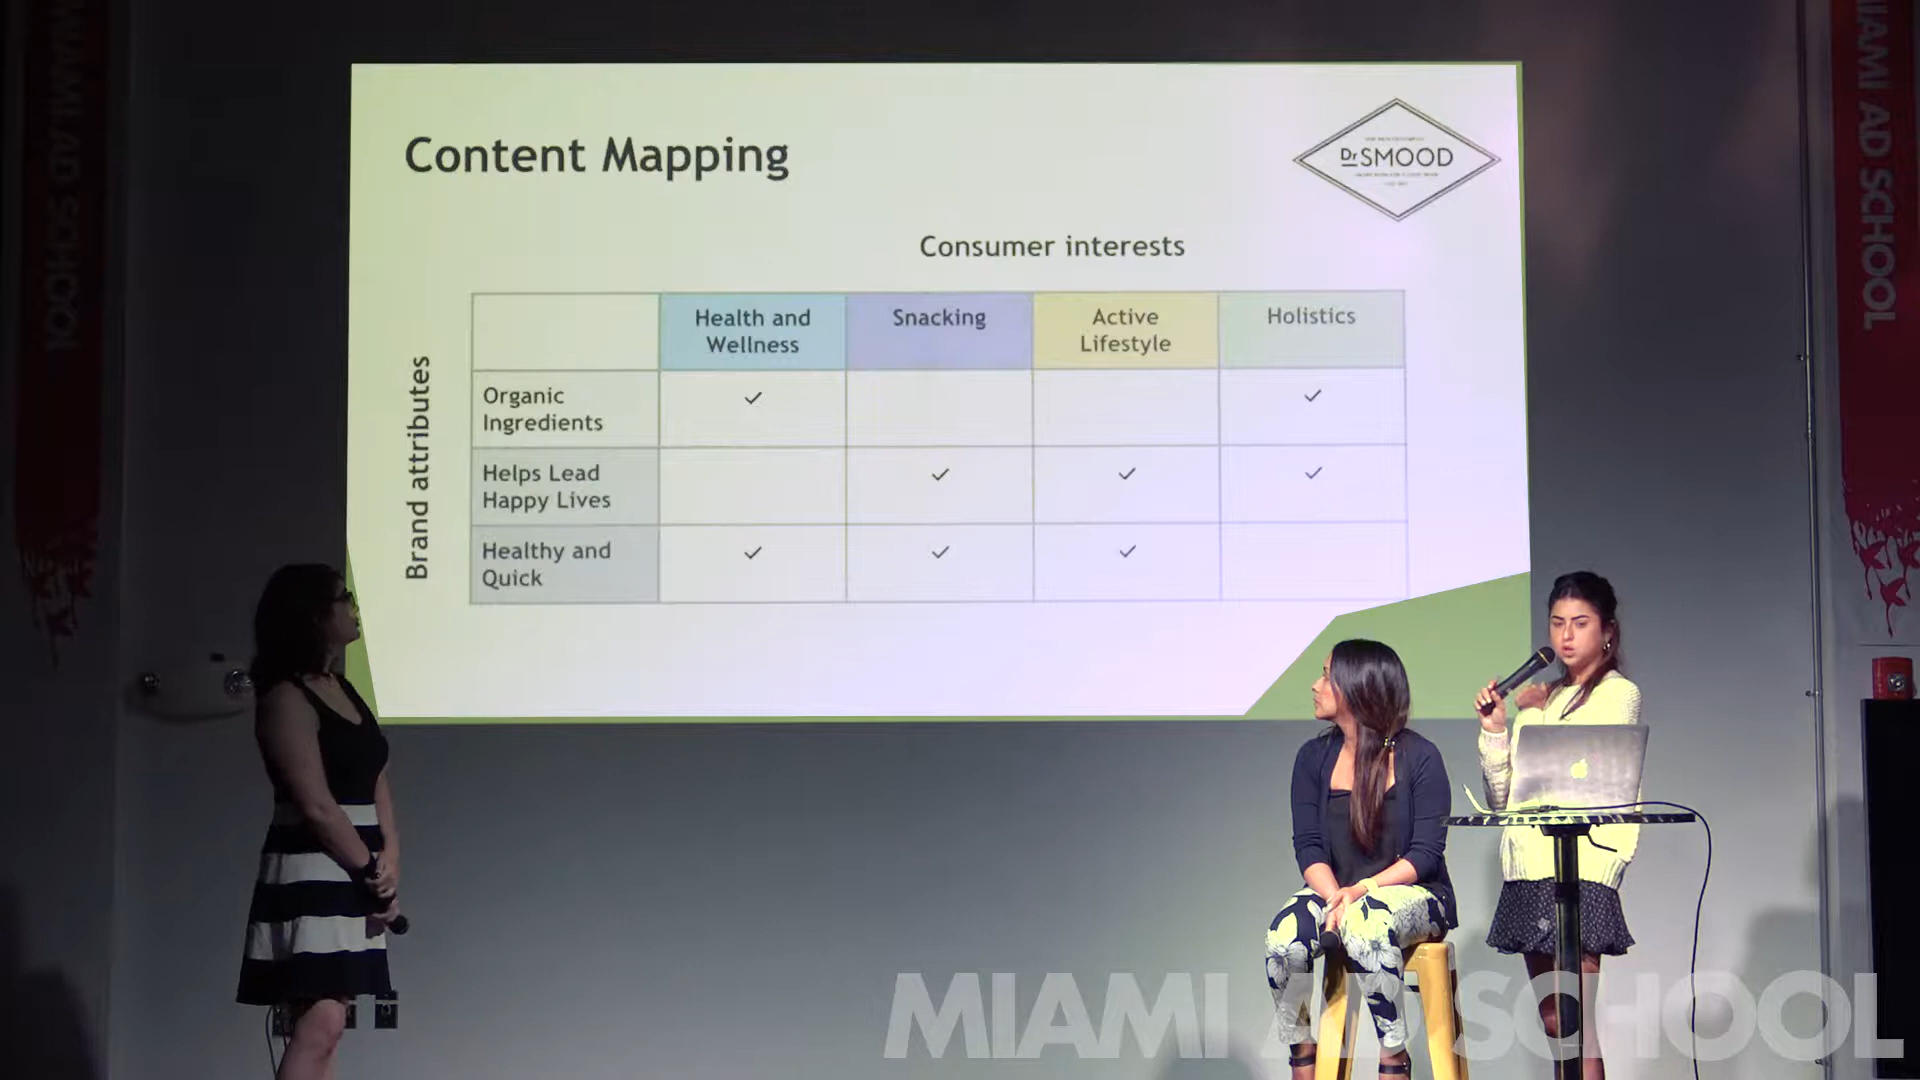 Content Mapping
Dr SMOOD
Consumer interests
Brand attributes
Health and
Wellness
Snacking
Active
Lifestyle
Holistics
Organic
Ingredients
✓
✓
Helps Lead
Happy Lives
✓
✓
✓
Healthy and
Quick
✓
✓
✓
MIAMI AD SCHOOL
MIAMI AD SCHOOL
MIAMI AD SCHOOL